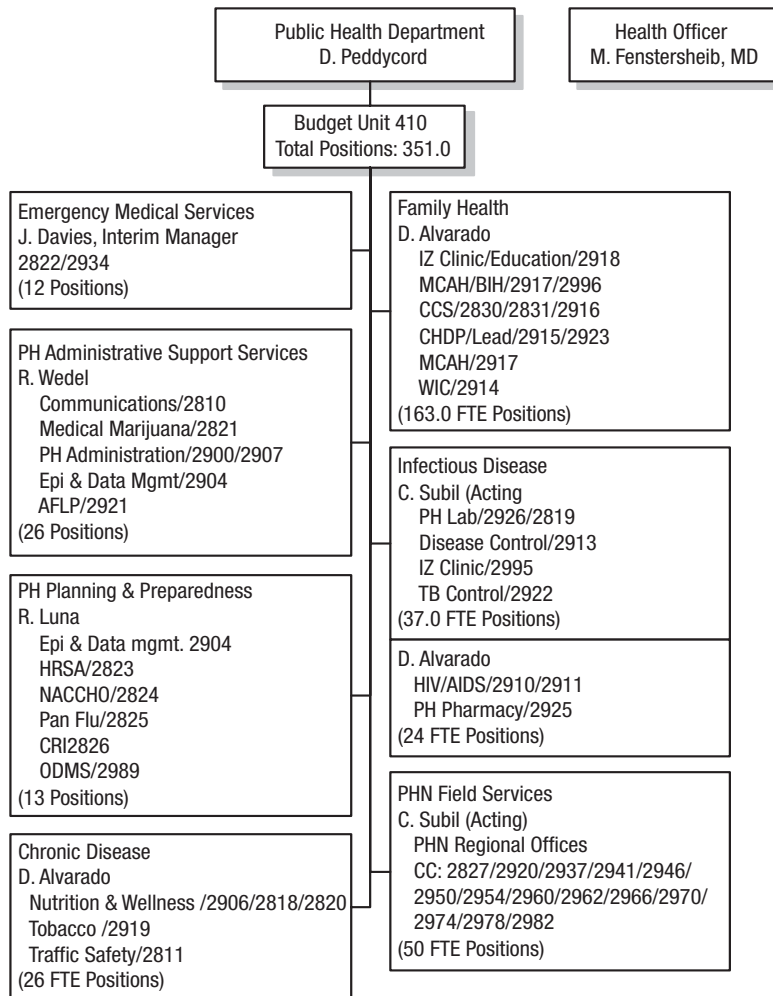 Public Health Department
D. Peddycord
Health Officer
M. Fenstersheib, MD
Budget Unit 410
Total Positions: 351.0
Emergency Medical Services
J. Davies, Interim Manager
2822/2934
(12 Positions)
PH Administrative Support Services
R. Wedel
Communications/2810
Medical Marijuana/2821
PH Administration/2900/2907
Epi & Data Mgmt/2904
AFLP/2921
(26 Positions)
PH Planning & Preparedness
R. Luna
Epi & Data mgmt. 2904
HRSA/2823
NACCHO/2824
Pan Flu/2825
CRI2826
ODMS/2989
(13 Positions)
Chronic Disease
D. Alvarado
Nutrition & Wellness /2906/2818/2820
Tobacco /2919
Traffic Safety/2811
(26 FTE Positions)
Family Health
D. Alvarado
IZ Clinic/Education/2918
MCAH/BIH/2917/2996
CCS/2830/2831/2916
CHDP/Lead/2915/2923
MCAH/2917
WIC/2914
(163.0 FTE Positions)
Infectious Disease
C. Subil (Acting
PH Lab/2926/2819
Disease Control/2913
IZ Clinic/2995
TB Control/2922
(37.0 FTE Positions)
D. Alvarado
HIV/AIDS/2910/2911
PH Pharmacy/2925
(24 FTE Positions)
PHN Field Services
C. Subil (Acting)
PHN Regional Offices
CC: 2827/2920/2937/2941/2946/
2950/2954/2960/2962/2966/2970/
2974/2978/2982
(50 FTE Positions)